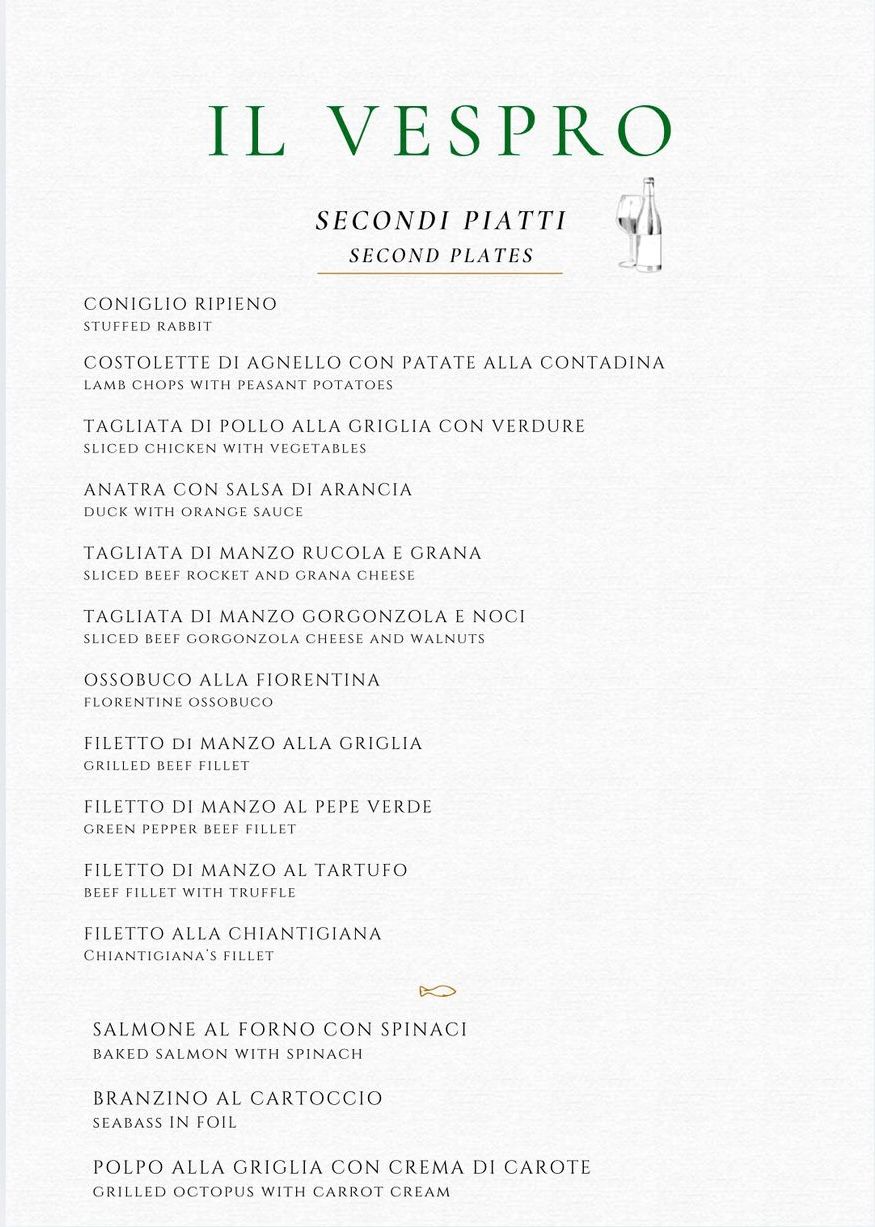 IL VESPRO
SECONDI PIATTI
SECOND PLATES
CONIGLIO RIPIENO
STUFFED RABBIT
COSTOLETTE DI AGNELLO CON PATATE ALLA CONTADINA
LAMB CHOPS WITH PEASANT POTATOES
TAGLIATA DI POLLO ALLA GRIGLIA CON VERDURE
SLICED CHICKEN WITH VEGETABLES
ANATRA CON SALSA DI ARANCIA
DUCK WITH ORANGE SAUCE
TAGLIATA DI MANZO RUCOLA E GRANA
SLICED BEEF ROCKET AND GRANA CHEESE
TAGLIATA DI MANZO GORGONZOLA E NOCI
SLICED BEEF GORGONZOLA CHEESE AND WALNUTS
OSSOBUCO ALLA FIORENTINA
FLORENTINE OSSOBUCO
FILETTO DI MANZO ALLA GRIGLIA
GRILLED BEEF FILLET
FILETTO DI MANZO AL PEPE VERDE
GREEN PEPPER BEEF FILLET
FILETTO DI MANZO AL TARTUFO
BEEF FILLET WITH TRUFFLE
FILETTO ALLA CHIANTIGIANA
CHIANTIGIANA'S FILLET
SALMONE AL FORNO CON SPINACI
BAKED SALMON WITH SPINACH
BRANZINO AL CARTOCCIO
SEABASS IN FOIL
POLPO ALLA GRIGLIA CON CREMA DI CAROTE
GRILLED OCTOPUS WITH CARROT CREAM